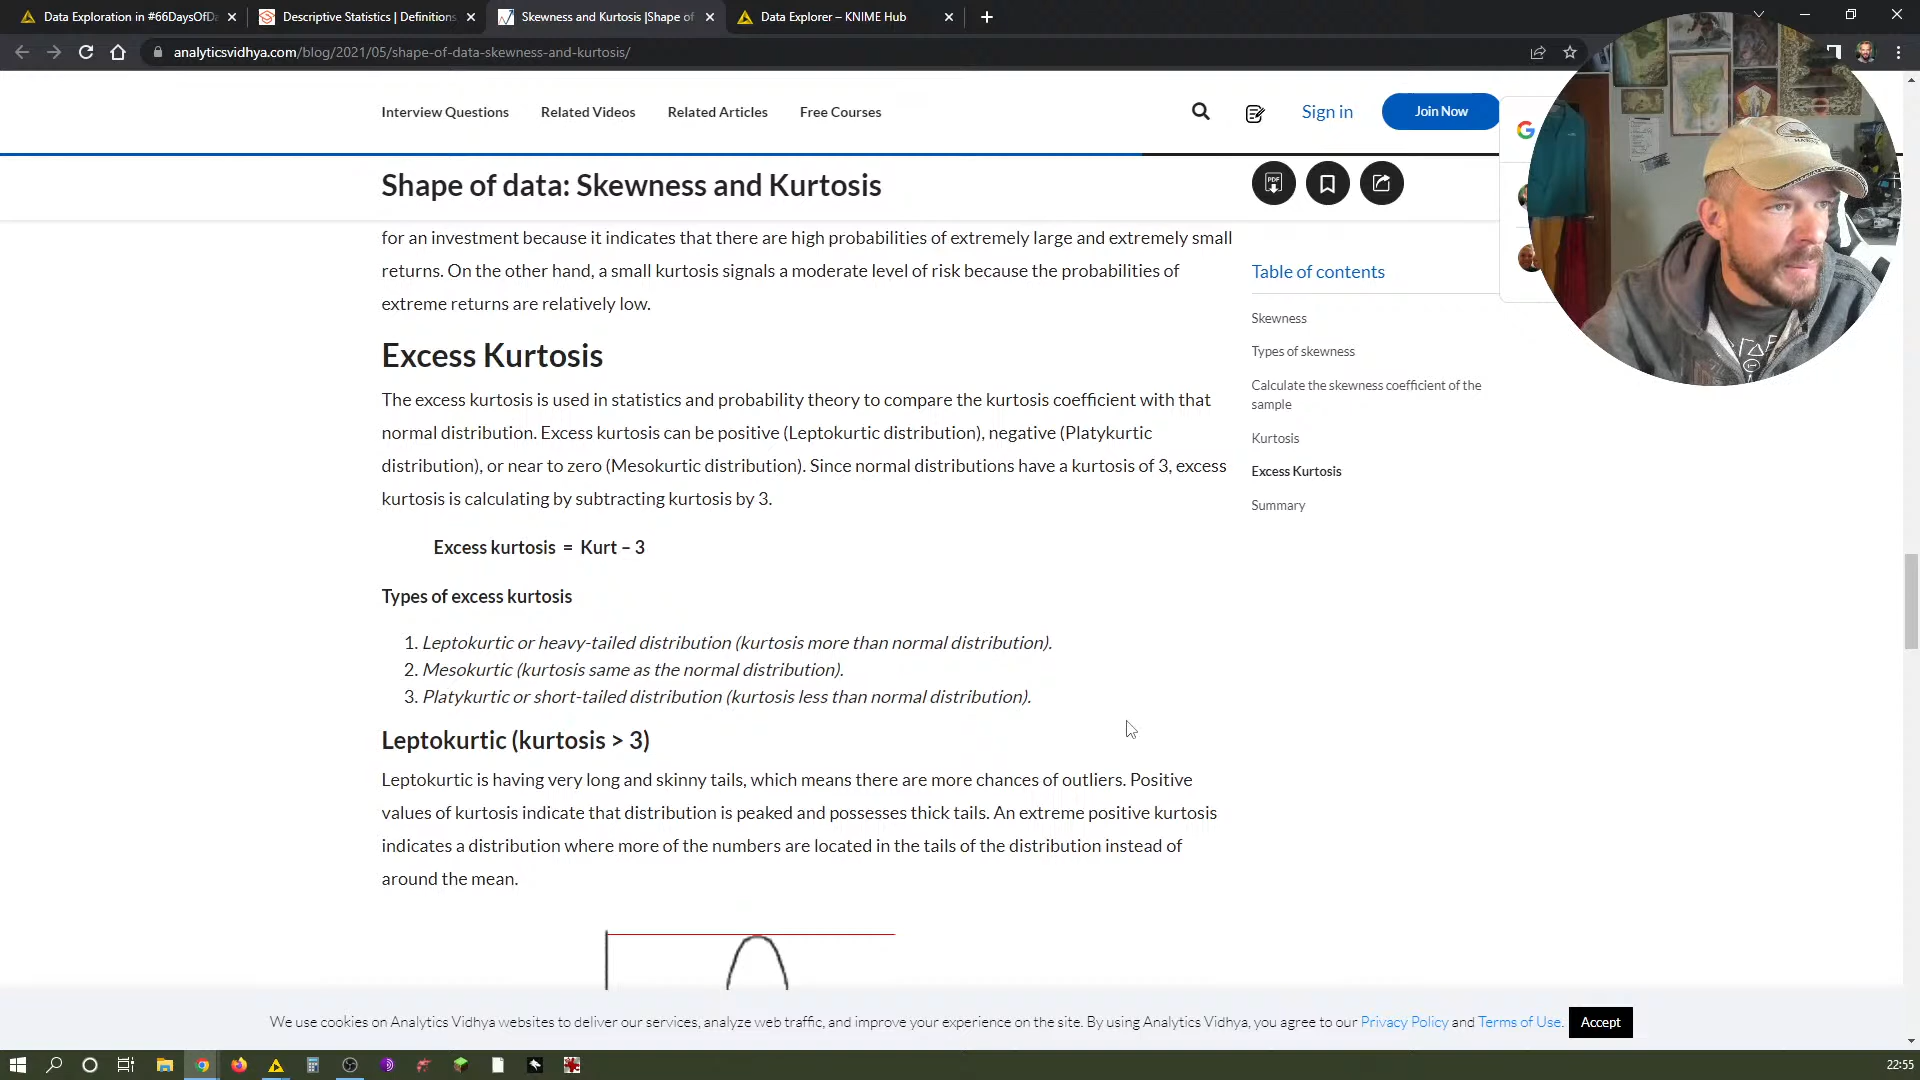 Data Exploration in #66DaysOfDa
Descriptive Statistics | Definitions
Skewness and Kurtosis |Shape of
Data Explorer – KNIME Hub
analyticsvidhya.com/blog/2021/05/shape-of-data-skewness-and-kurtosis/
Interview Questions
Related Videos
Related Articles
Free Courses
Sign in
Join Now
Shape of data: Skewness and Kurtosis
PDF
for an investment because it indicates that there are high probabilities of extremely large and extremely small
returns. On the other hand, a small kurtosis signals a moderate level of risk because the probabilities of
extreme returns are relatively low.
Excess Kurtosis
The excess kurtosis is used in statistics and probability theory to compare the kurtosis coefficient with that
normal distribution. Excess kurtosis can be positive (Leptokurtic distribution), negative (Platykurtic
distribution), or near to zero (Mesokurtic distribution). Since normal distributions have a kurtosis of 3, excess
kurtosis is calculating by subtracting kurtosis by 3.
Excess kurtosis = Kurt – 3
Types of excess kurtosis
1. Leptokurtic or heavy-tailed distribution (kurtosis more than normal distribution).
2. Mesokurtic (kurtosis same as the normal distribution).
3. Platykurtic or short-tailed distribution (kurtosis less than normal distribution).
Leptokurtic (kurtosis > 3)
Leptokurtic is having very long and skinny tails, which means there are more chances of outliers. Positive
values of kurtosis indicate that distribution is peaked and possesses thick tails. An extreme positive kurtosis
indicates a distribution where more of the numbers are located in the tails of the distribution instead of
around the mean.
Table of contents
Skewness
Types of skewness
Calculate the skewness coefficient of the
sample
Kurtosis
Excess Kurtosis
Summary
We use cookies on Analytics Vidhya websites to deliver our services, analyze web traffic, and improve your experience on the site. By using Analytics Vidhya, you agree to our Privacy Policy and Terms of Use.
Accept
22:55